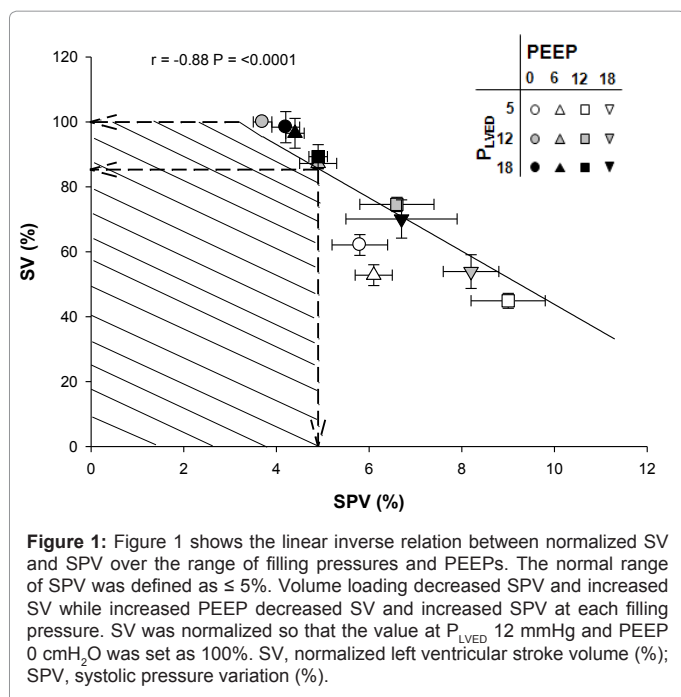 r = -0.88 P = <0.0001
PEEP
0 6 12 18
P_LVED
5
12
18
120
100
80
60
40
20
0
SV (%)
0 2 4 6 8 10 12
SPV (%)
Figure 1: Figure 1 shows the linear inverse relation between normalized SV
and SPV over the range of filling pressures and PEEPs. The normal range
of SPV was defined as ≤ 5%. Volume loading decreased SPV and increased
SV while increased PEEP decreased SV and increased SPV at each filling
pressure. SV was normalized so that the value at P_LVED 12 mmHg and PEEP
0 cmH₂O was set as 100%. SV, normalized left ventricular stroke volume (%);
SPV, systolic pressure variation (%).